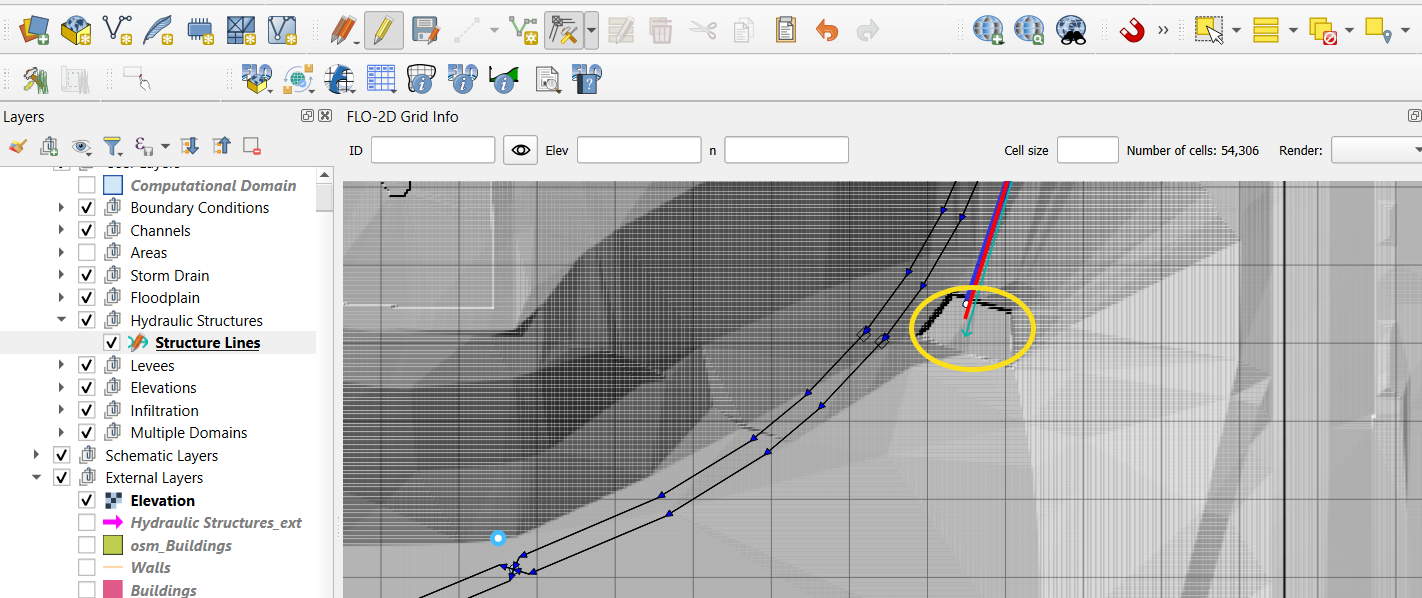 Layers
FLO-2D Grid Info
ID
Elev
n
Cell size
Number of cells: 54,306
Render:
Computational Domain
Boundary Conditions
Channels
Areas
Storm Drain
Floodplain
Hydraulic Structures
Structure Lines
Levees
Elevations
Infiltration
Multiple Domains
Schematic Layers
External Layers
Elevation
Hydraulic Structures_ext
osm_Buildings
Walls
Buildings